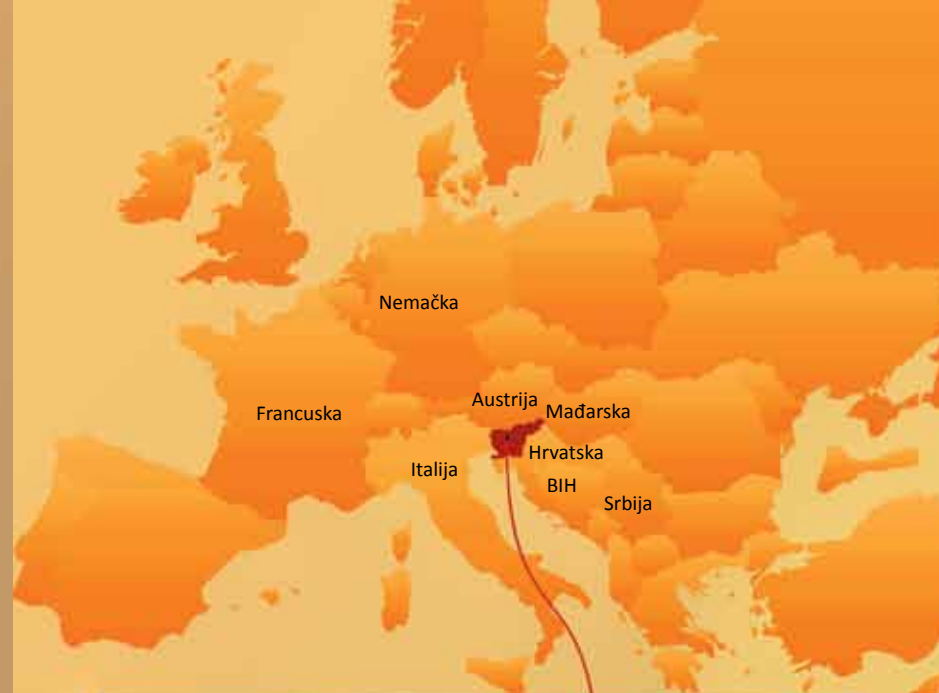 Nemačka
Austrija
Mađarska
Francuska
Hrvatska
Italija
BIH
Srbija